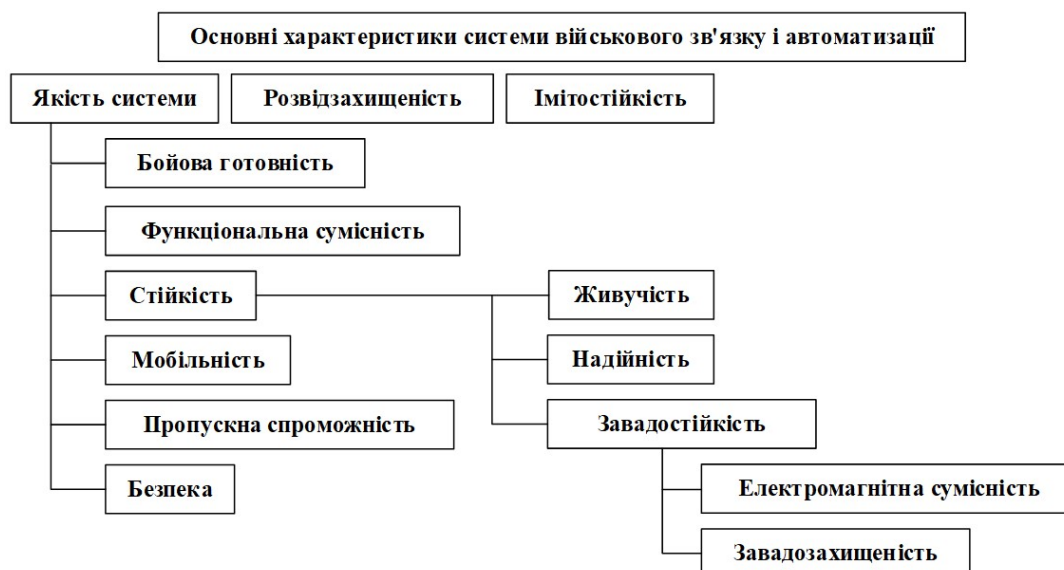 Основні характеристики системи військового зв'язку і автоматизації
Якість системи
Розвідзахищеність
Імітостійкість
Бойова готовність
Функціональна сумісність
Стійкість
Живучість
Мобільність
Надійність
Пропускна спроможність
Завадостійкість
Безпека
Електромагнітна сумісність
Завадозахищеність